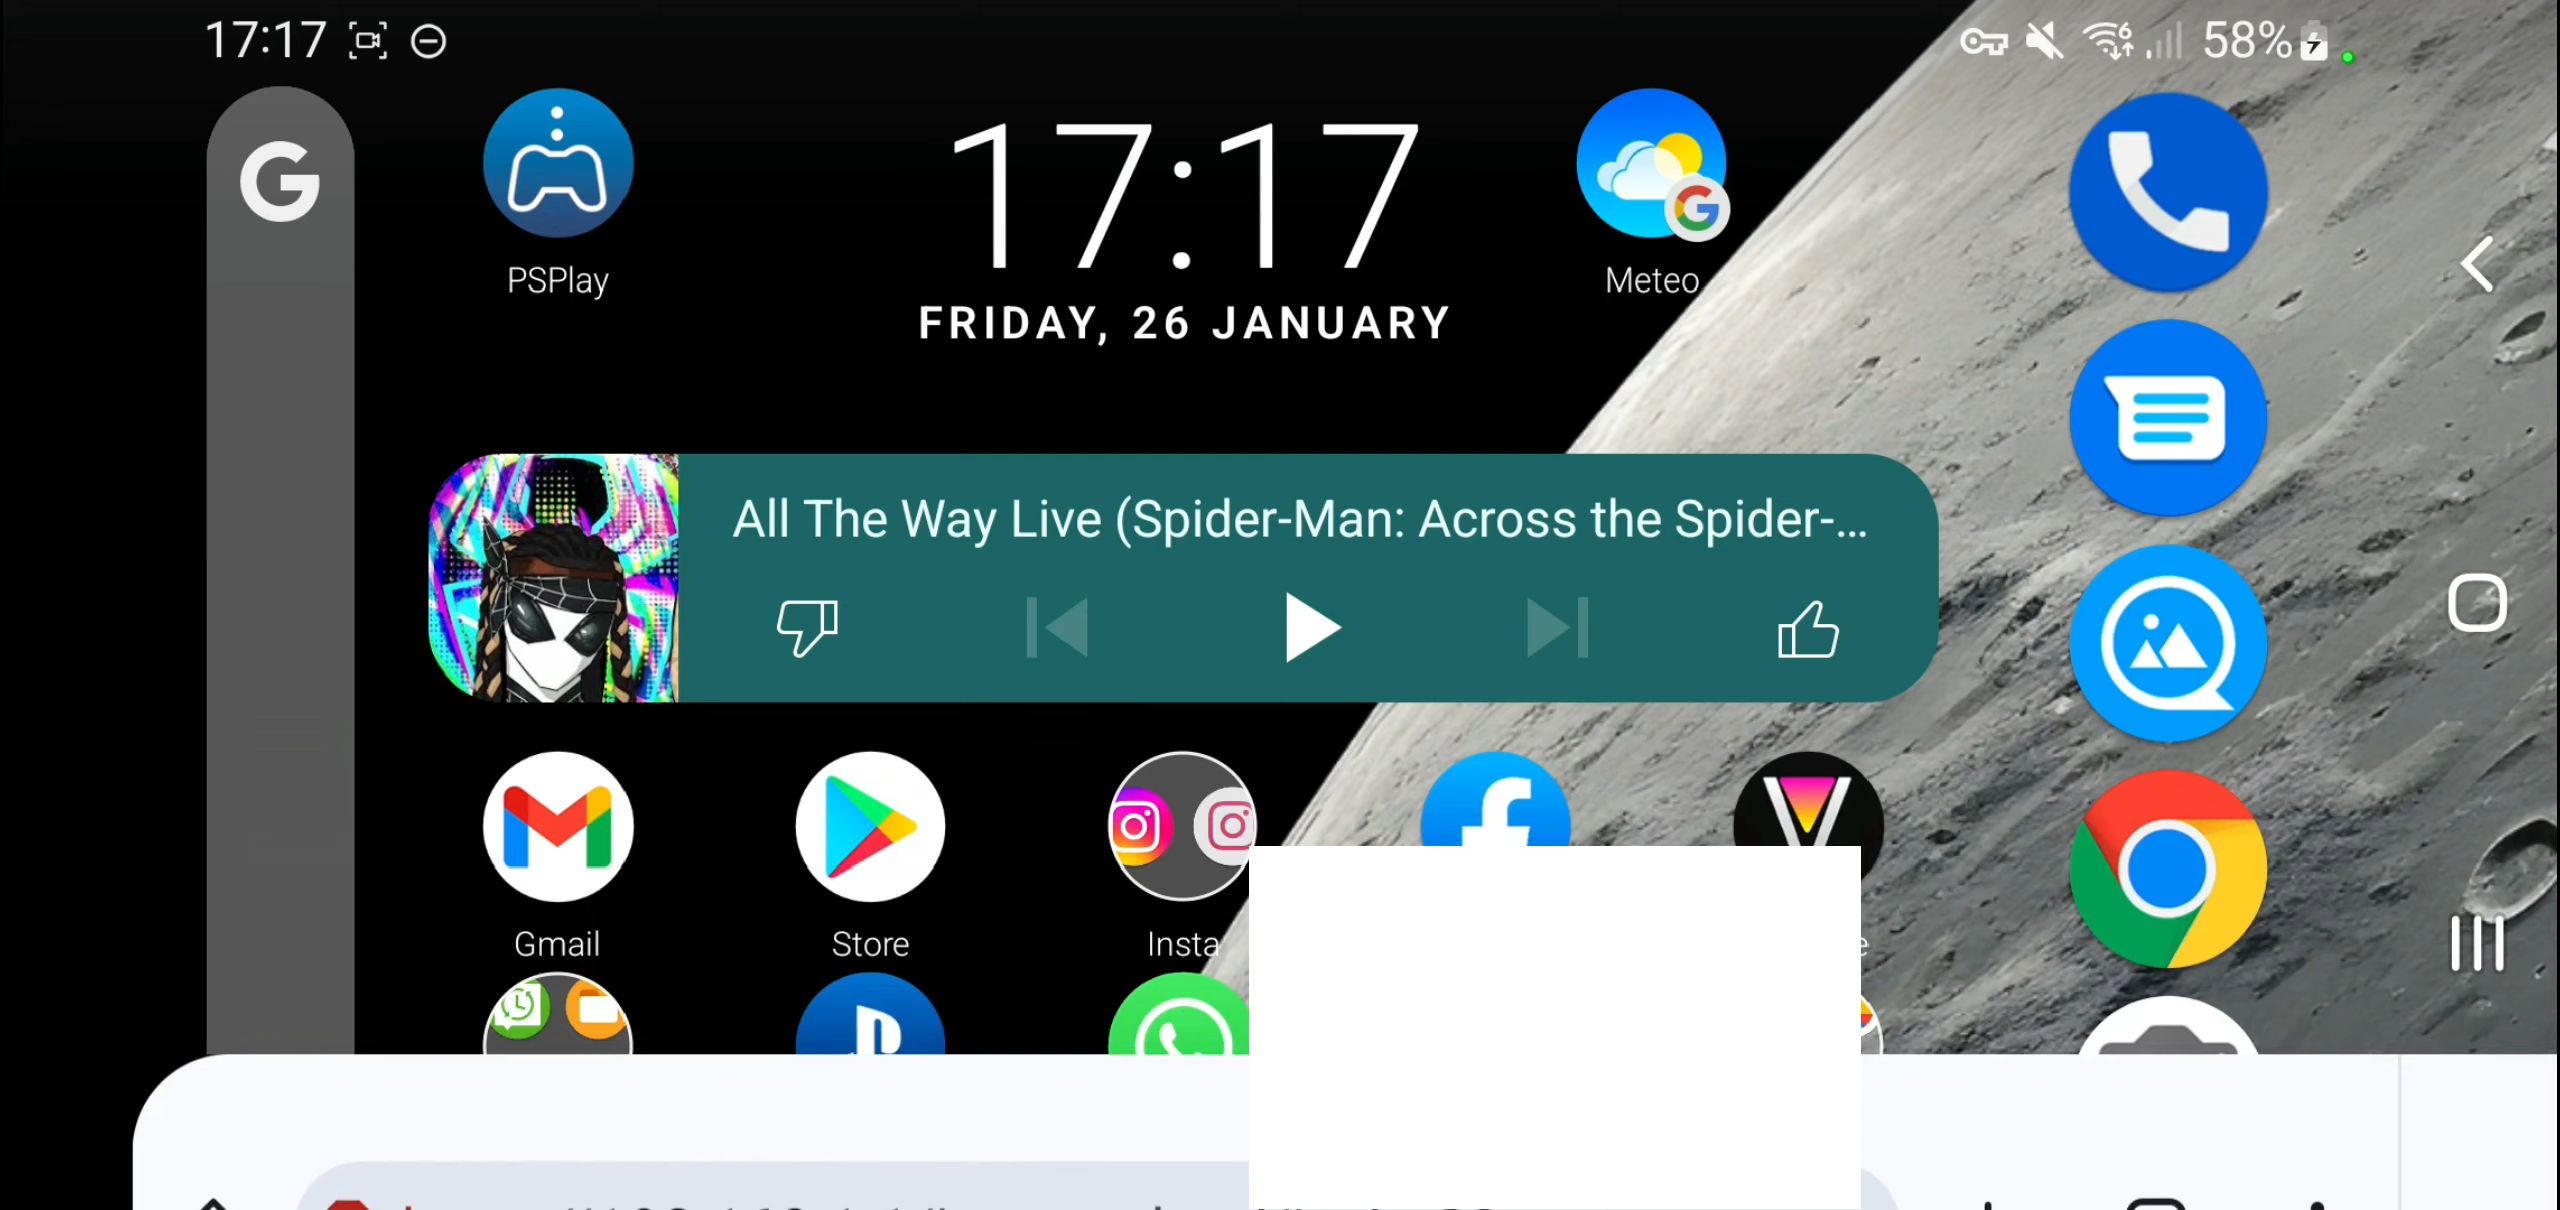 17:17
58%
17:17
FRIDAY, 26 JANUARY
PSPlay
Meteo
All The Way Live (Spider-Man: Across the Spider-...
Gmail
Store
Insta